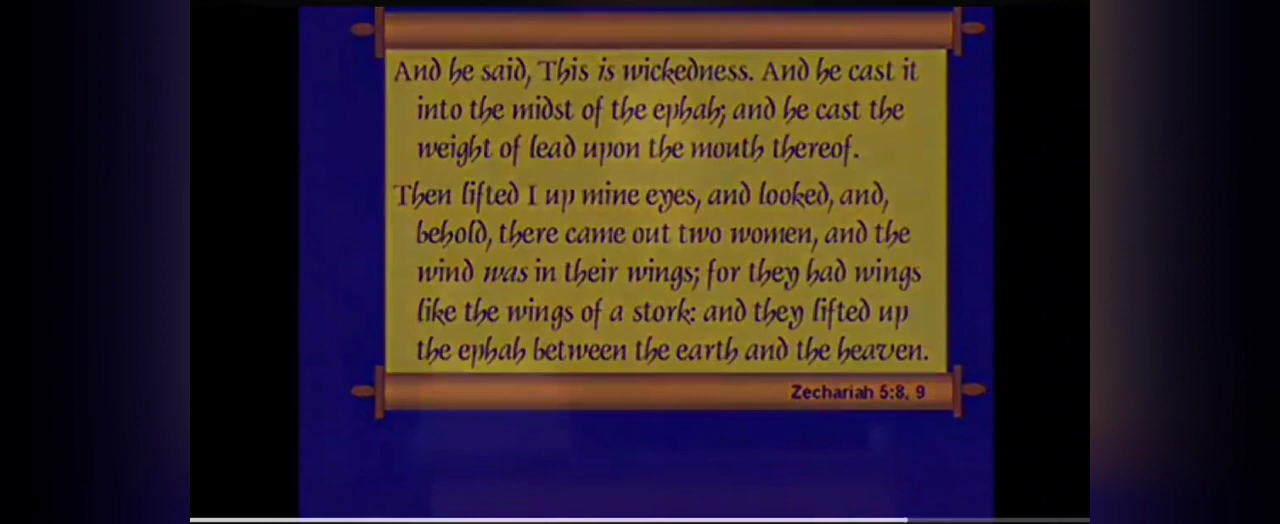 And he said, This is wickedness. And he cast it
into the midst of the ephah; and he cast the
weight of lead upon the mouth thereof.
Then lifted I up mine eyes, and looked, and,
behold, there came out two women, and the
wind was in their wings; for they had wings
like the wings of a stork: and they lifted up
the ephah between the earth and the heaven.
Zechariah 5:8, 9